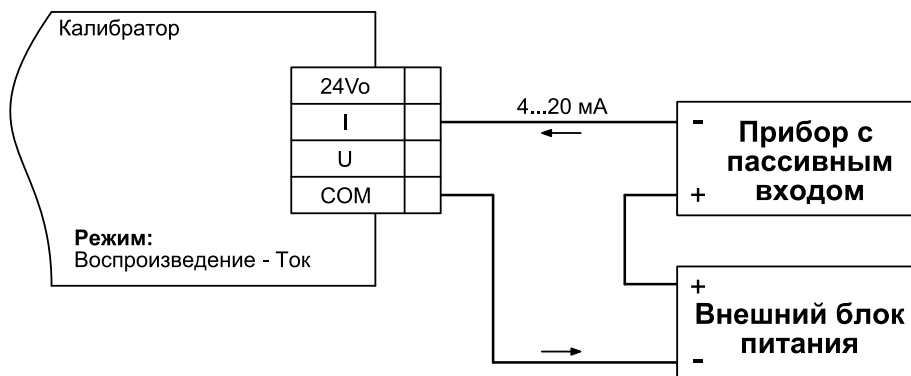 Калибратор
24Vo
I
U
COM
Режим:
Воспроизведение - Ток
4...20 мА
-
Прибор с
пассивным
входом
+
+
Внешний блок
питания
-